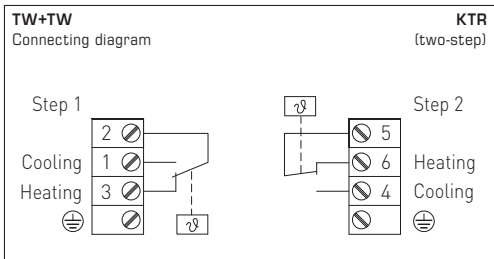 TW+TW KTR
Connecting diagram (two-step)
Step 1 ϑ Step 2
2 5
Cooling 1 6 Heating
Heating 3 4 Cooling
ϑ